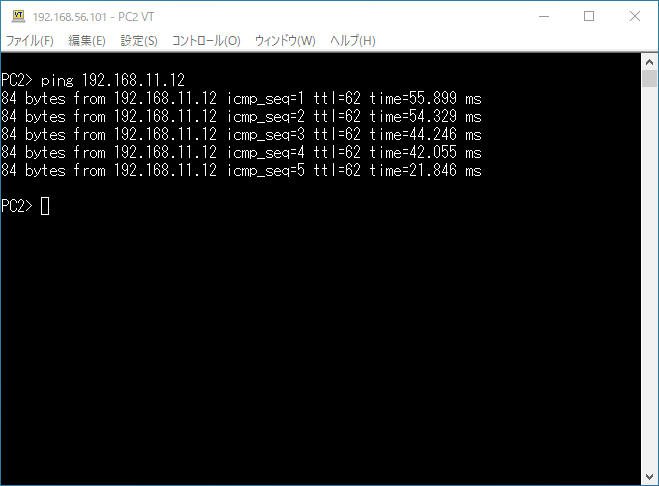 192.168.56.101 - PC2 VT
ファイル(F) 編集(E) 設定(S) コントロール(O) ウィンドウ(W) ヘルプ(H)
PC2> ping 192.168.11.12
84 bytes from 192.168.11.12 icmp_seq=1 ttl=62 time=55.899 ms
84 bytes from 192.168.11.12 icmp_seq=2 ttl=62 time=54.329 ms
84 bytes from 192.168.11.12 icmp_seq=3 ttl=62 time=44.246 ms
84 bytes from 192.168.11.12 icmp_seq=4 ttl=62 time=42.055 ms
84 bytes from 192.168.11.12 icmp_seq=5 ttl=62 time=21.846 ms
PC2>